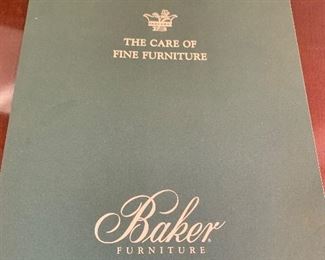 THE CARE OF
FINE FURNITURE
Baker
FURNITURE